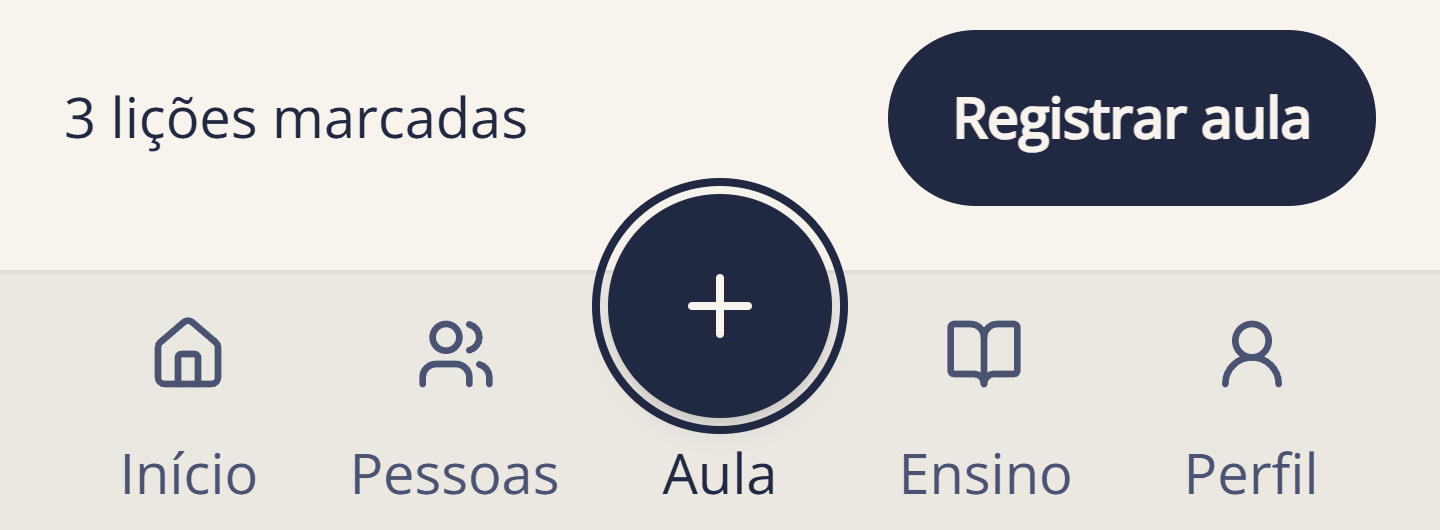 3 lições marcadas
Registrar aula
Início
Pessoas
Aula
Ensino
Perfil